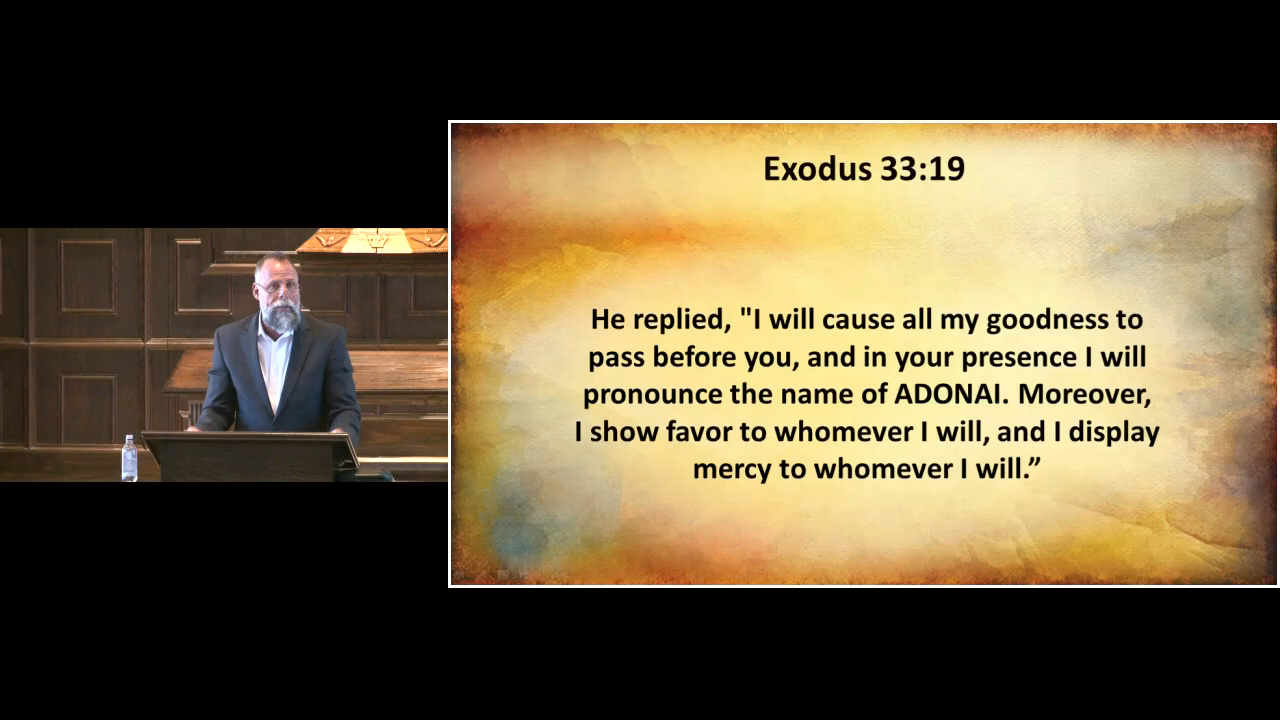 Exodus 33:19
He replied, "I will cause all my goodness to
pass before you, and in your presence I will
pronounce the name of ADONAI. Moreover,
I show favor to whomever I will, and I display
mercy to whomever I will.”